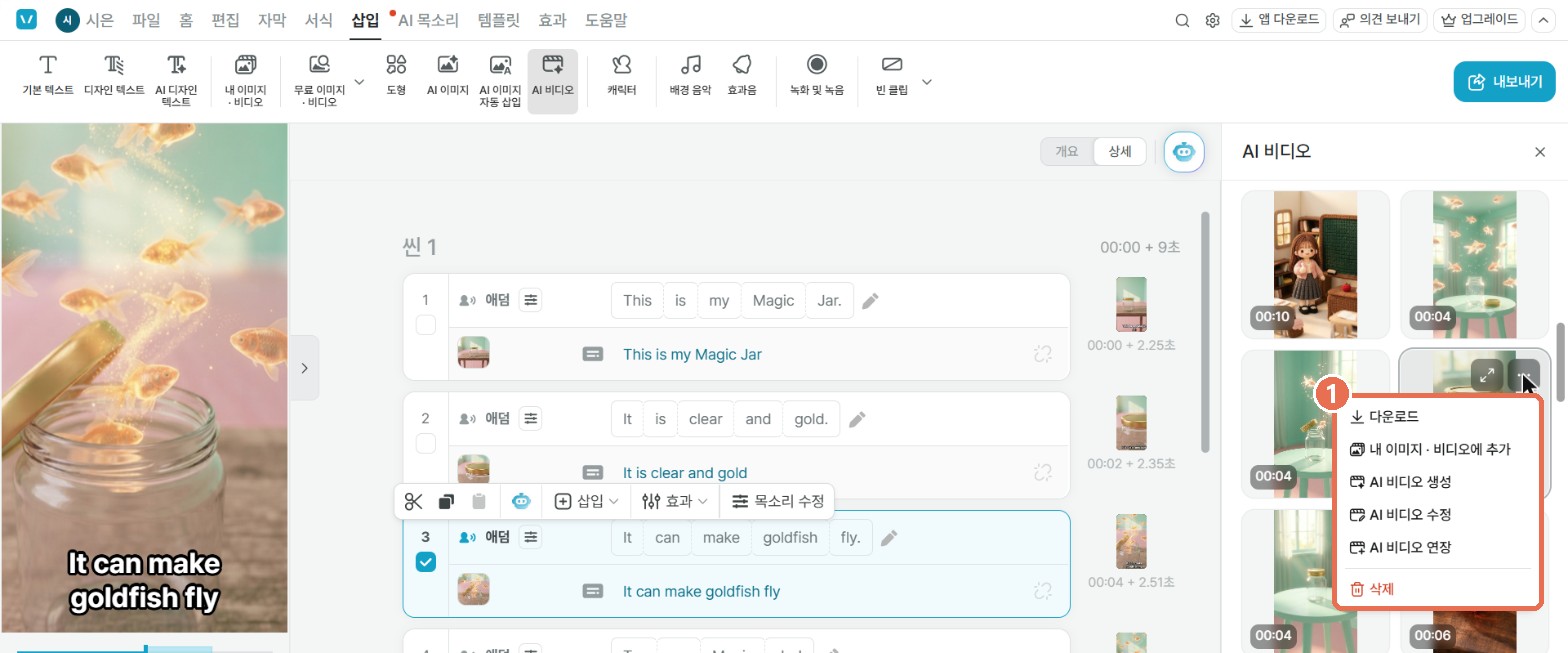 시 시은 파일 홈 편집 자막 서식 삽입 AI 목소리 템플릿 효과 도움말
앱 다운로드 의견 보내기 업그레이드
기본 텍스트 디자인 텍스트 AI 디자인 텍스트
내 이미지 · 비디오
무료 이미지 · 비디오
도형
AI 이미지
AI 이미지 자동 삽입
AI 비디오
캐릭터
배경 음악
효과음
녹화 및 녹음
빈 클립
내보내기
It can make
goldfish fly
개요 상세
씬 1
00:00 + 9초
1 애덤 This is my Magic Jar.
This is my Magic Jar
00:00 + 2.25초
2 애덤 It is clear and gold.
It is clear and gold
00:02 + 2.35초
삽입 효과 목소리 수정
3 애덤 It can make goldfish fly.
It can make goldfish fly
00:04 + 2.51초
AI 비디오
00:10 00:04
1
00:04
다운로드
내 이미지 · 비디오에 추가
AI 비디오 생성
AI 비디오 수정
AI 비디오 연장
삭제
00:04 00:06